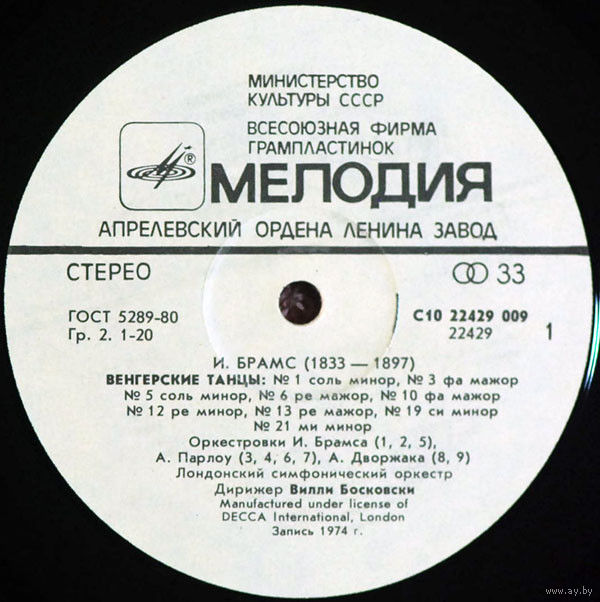 МИНИСТЕРСТВО
КУЛЬТУРЫ СССР
ВСЕСОЮЗНАЯ ФИРМА
ГРАМПЛАСТИНОК
®
МЕЛОДИЯ
АПРЕЛЕВСКИЙ ОРДЕНА ЛЕНИНА ЗАВОД
СТЕРЕО
33
ГОСТ 5289-80
Гр. 2. 1-20
С10 22429 009
22429
1
И. БРАМС (1833 — 1897)
ВЕНГЕРСКИЕ ТАНЦЫ: № 1 соль минор, № 3 фа мажор
№ 5 соль минор, № 6 ре мажор, № 10 фа мажор
№ 12 ре минор, № 13 ре мажор, № 19 си минор
№ 21 ми минор
Оркестровки И. Брамса (1, 2, 5),
А. Парлоу (3, 4, 6, 7), А. Дворжака (8, 9)
Лондонский симфонический оркестр
Дирижер Вилли Босковски
Manufactured under license of
DECCA International, London
Запись 1974 г.
www.ay.by